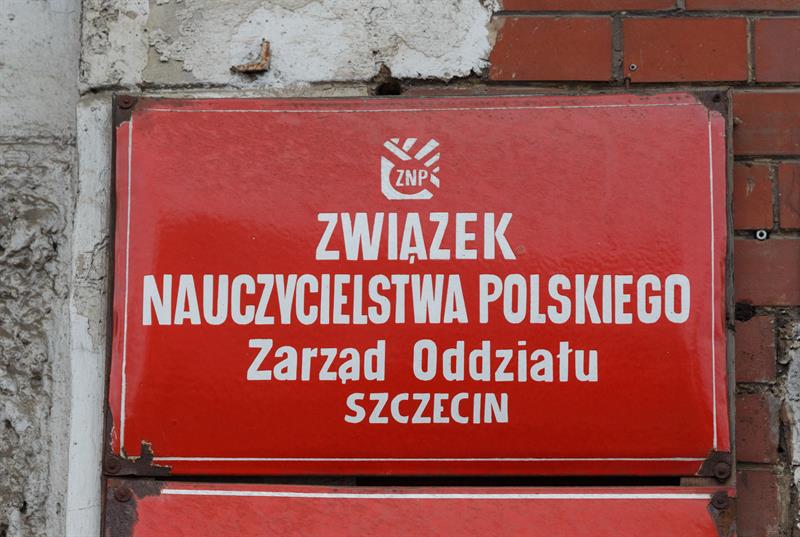 ZNP
ZWIĄZEK
NAUCZYCIELSTWA POLSKIEGO
Zarząd Oddziału
SZCZECIN